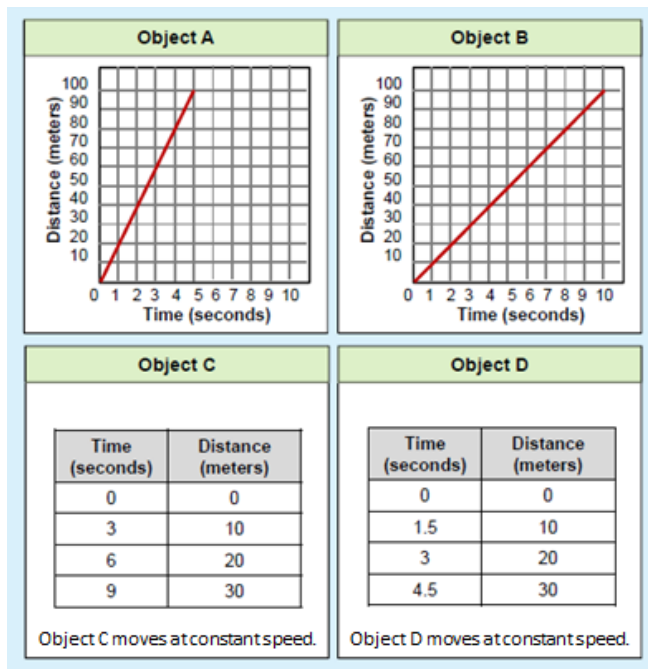 Object A
Distance (meters)
100
90
80
70
60
50
40
30
20
10
0 1 2 3 4 5 6 7 8 9 10
Time (seconds)
Object B
Distance (meters)
100
90
80
70
60
50
40
30
20
10
0 1 2 3 4 5 6 7 8 9 10
Time (seconds)
Object C
Time Distance
(seconds) (meters)
0 0
3 10
6 20
9 30
Object C moves at constant speed.
Object D
Time Distance
(seconds) (meters)
0 0
1.5 10
3 20
4.5 30
Object D moves at constant speed.